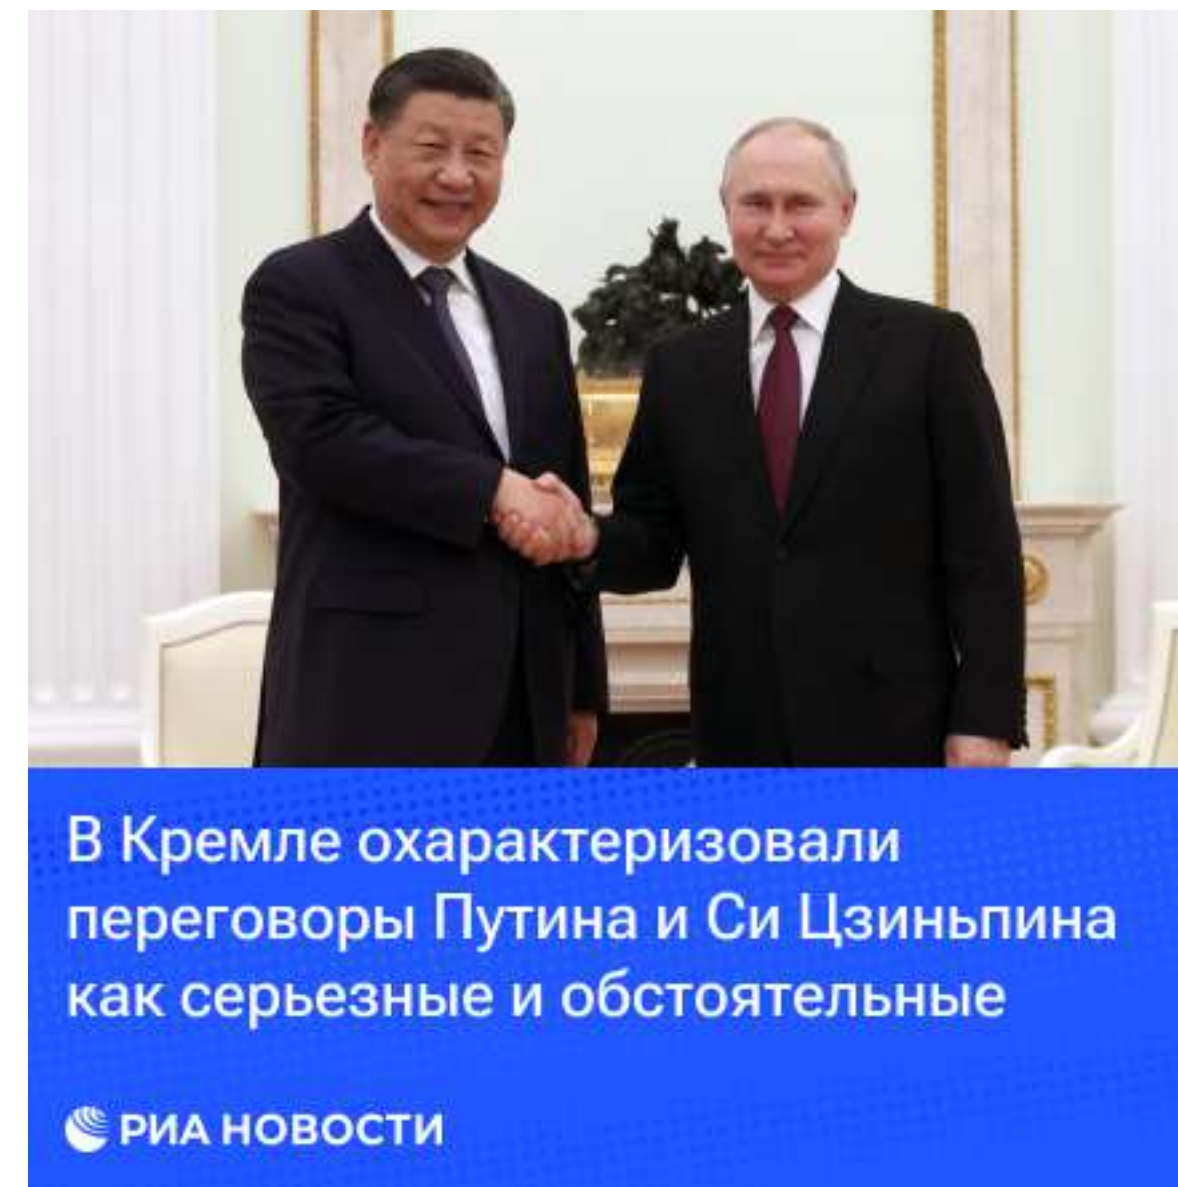 В Кремле охарактеризовали
переговоры Путина и Си Цзиньпина
как серьезные и обстоятельные
РИА НОВОСТИ